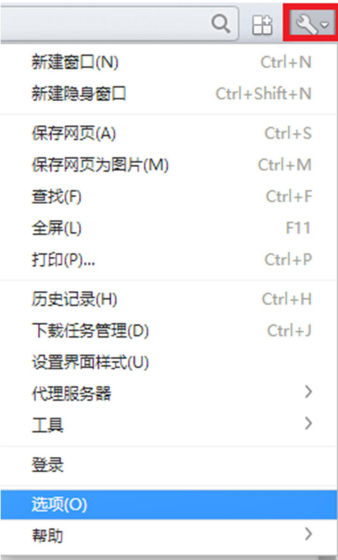 新建窗口(N) Ctrl+N
新建隐身窗口 Ctrl+Shift+N
保存网页(A) Ctrl+S
保存网页为图片(M) Ctrl+M
查找(F) Ctrl+F
全屏(L) F11
打印(P)... Ctrl+P
历史记录(H) Ctrl+H
下载任务管理(D) Ctrl+J
设置界面样式(U)
代理服务器
工具
登录
选项(O)
帮助